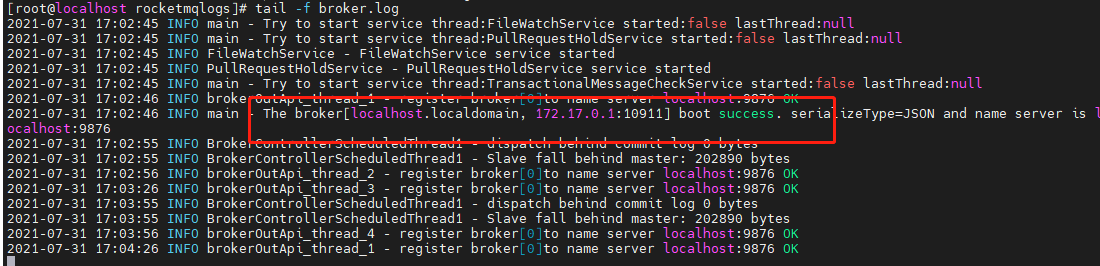 [root@localhost rocketmqlogs]# tail -f broker.log
2021-07-31 17:02:45 INFO main - Try to start service thread:FileWatchService started:false lastThread:null
2021-07-31 17:02:45 INFO main - Try to start service thread:PullRequestHoldService started:false lastThread:null
2021-07-31 17:02:45 INFO FileWatchService - FileWatchService service started
2021-07-31 17:02:45 INFO PullRequestHoldService - PullRequestHoldService service started
2021-07-31 17:02:45 INFO main - Try to start service thread:TransactionalMessageCheckService started:false lastThread:null
2021-07-31 17:02:46 INFO brokerOutApi_thread_1 - register broker[0]to name server localhost:9876 OK
2021-07-31 17:02:46 INFO main - The broker[localhost.localdomain, 172.17.0.1:10911] boot success. serializeType=JSON and name server is l
ocalhost:9876
2021-07-31 17:02:55 INFO BrokerControllerScheduledThread1 - dispatch behind commit log 0 bytes
2021-07-31 17:02:55 INFO BrokerControllerScheduledThread1 - Slave fall behind master: 202890 bytes
2021-07-31 17:02:56 INFO brokerOutApi_thread_2 - register broker[0]to name server localhost:9876 OK
2021-07-31 17:03:26 INFO brokerOutApi_thread_3 - register broker[0]to name server localhost:9876 OK
2021-07-31 17:03:55 INFO BrokerControllerScheduledThread1 - dispatch behind commit log 0 bytes
2021-07-31 17:03:55 INFO BrokerControllerScheduledThread1 - Slave fall behind master: 202890 bytes
2021-07-31 17:03:56 INFO brokerOutApi_thread_4 - register broker[0]to name server localhost:9876 OK
2021-07-31 17:04:26 INFO brokerOutApi_thread_1 - register broker[0]to name server localhost:9876 OK